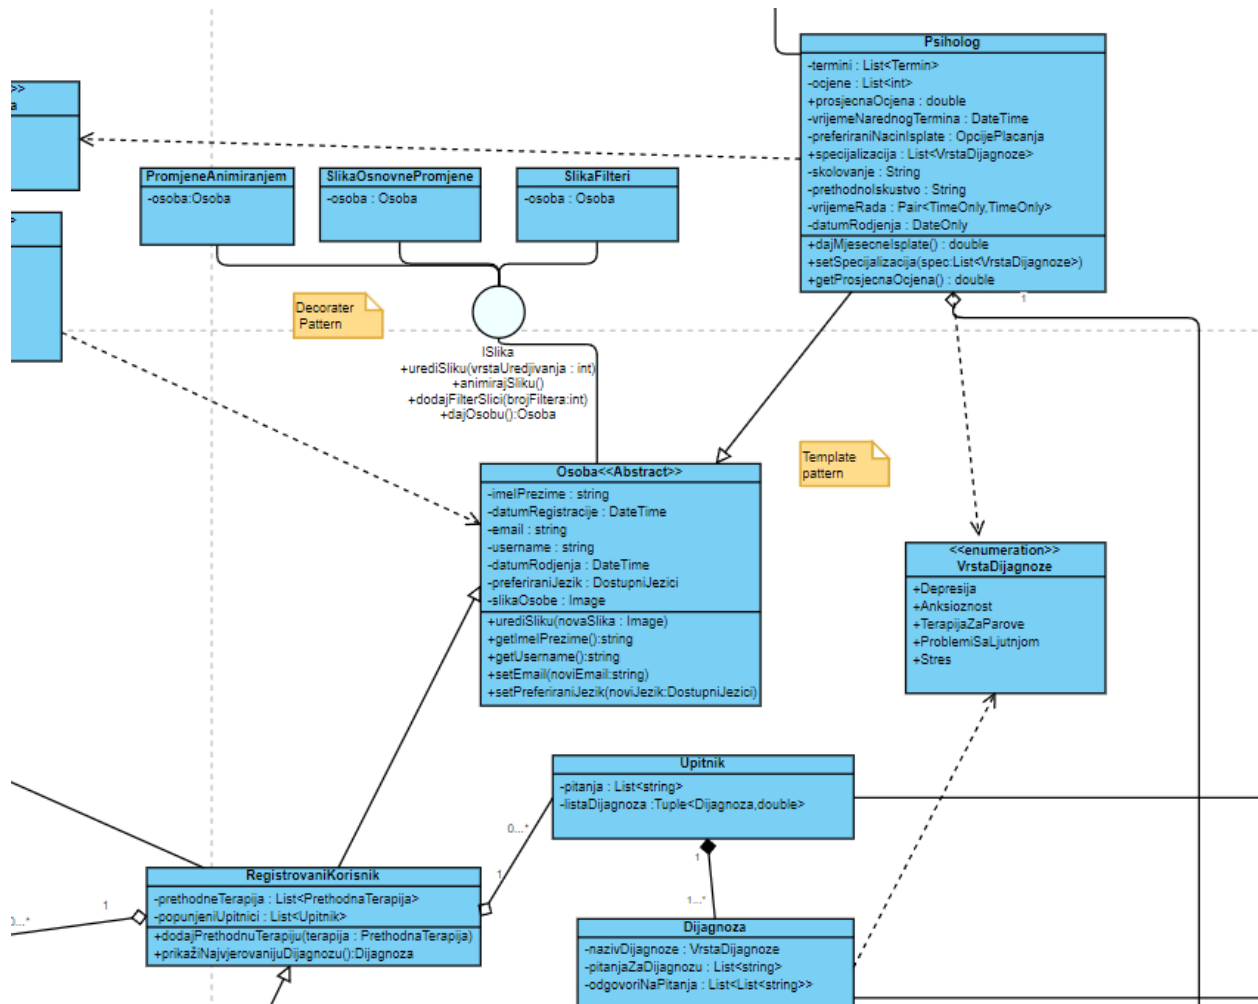 Psiholog
-termini : List<Termin>
-ocjene : List<int>
+prosjecnaOcjena : double
-vrijemeNarednogTermina : DateTime
-preferiraniNacinIsplate : OpcijePlacanja
+specijalizacija : List<VrstaDijagnoze>
-skolovanje : String
-prethodnoIskustvo : String
-vrijemeRada : Pair<TimeOnly,TimeOnly>
-datumRodjenja : DateOnly
+dajMjesecneIsplate() : double
+setSpecijalizacija(spec:List<VrstaDijagnoze>)
+getProsjecnaOcjena() : double
1
>>
a
>
PromjeneAnimiranjem
-osoba:Osoba
SlikaOsnovnePromjene
-osoba : Osoba
SlikaFilteri
-osoba : Osoba
Decorater
Pattern
ISlika
+urediSliku(vrstaUredjivanja : int)
+animirajSliku()
+dodajFilterSlici(brojFiltera:int)
+dajOsobu():Osoba
Template
pattern
Osoba<<Abstract>>
-imeIPrezime : string
-datumRegistracije : DateTime
-email : string
-username : string
-datumRodjenja : DateTime
-preferiraniJezik : DostupniJezici
-slikaOsobe : Image
+urediSliku(novaSlika : Image)
+getImeIPrezime():string
+getUsername():string
+setEmail(noviEmail:string)
+setPreferiraniJezik(noviJezik:DostupniJezici)
<<enumeration>>
VrstaDijagnoze
+Depresija
+Anksioznost
+TerapijaZaParove
+ProblemiSaLjutnjom
+Stres
Upitnik
-pitanja : List<string>
-listaDijagnoza :Tuple<Dijagnoza,double>
0...*
1
1
1...*
RegistrovaniKorisnik
-prethodneTerapija : List<PrethodnaTerapija>
-popunjeniUpitnici : List<Upitnik>
+dodajPrethodnuTerapiju(terapija : PrethodnaTerapija)
+prikažiNajvjerovanijuDijagnozu():Dijagnoza
1
0...*
Dijagnoza
-nazivDijagnoze : VrstaDijagnoze
-pitanjaZaDijagnozu : List<string>
-odgovoriNaPitanja : List<List<string>>